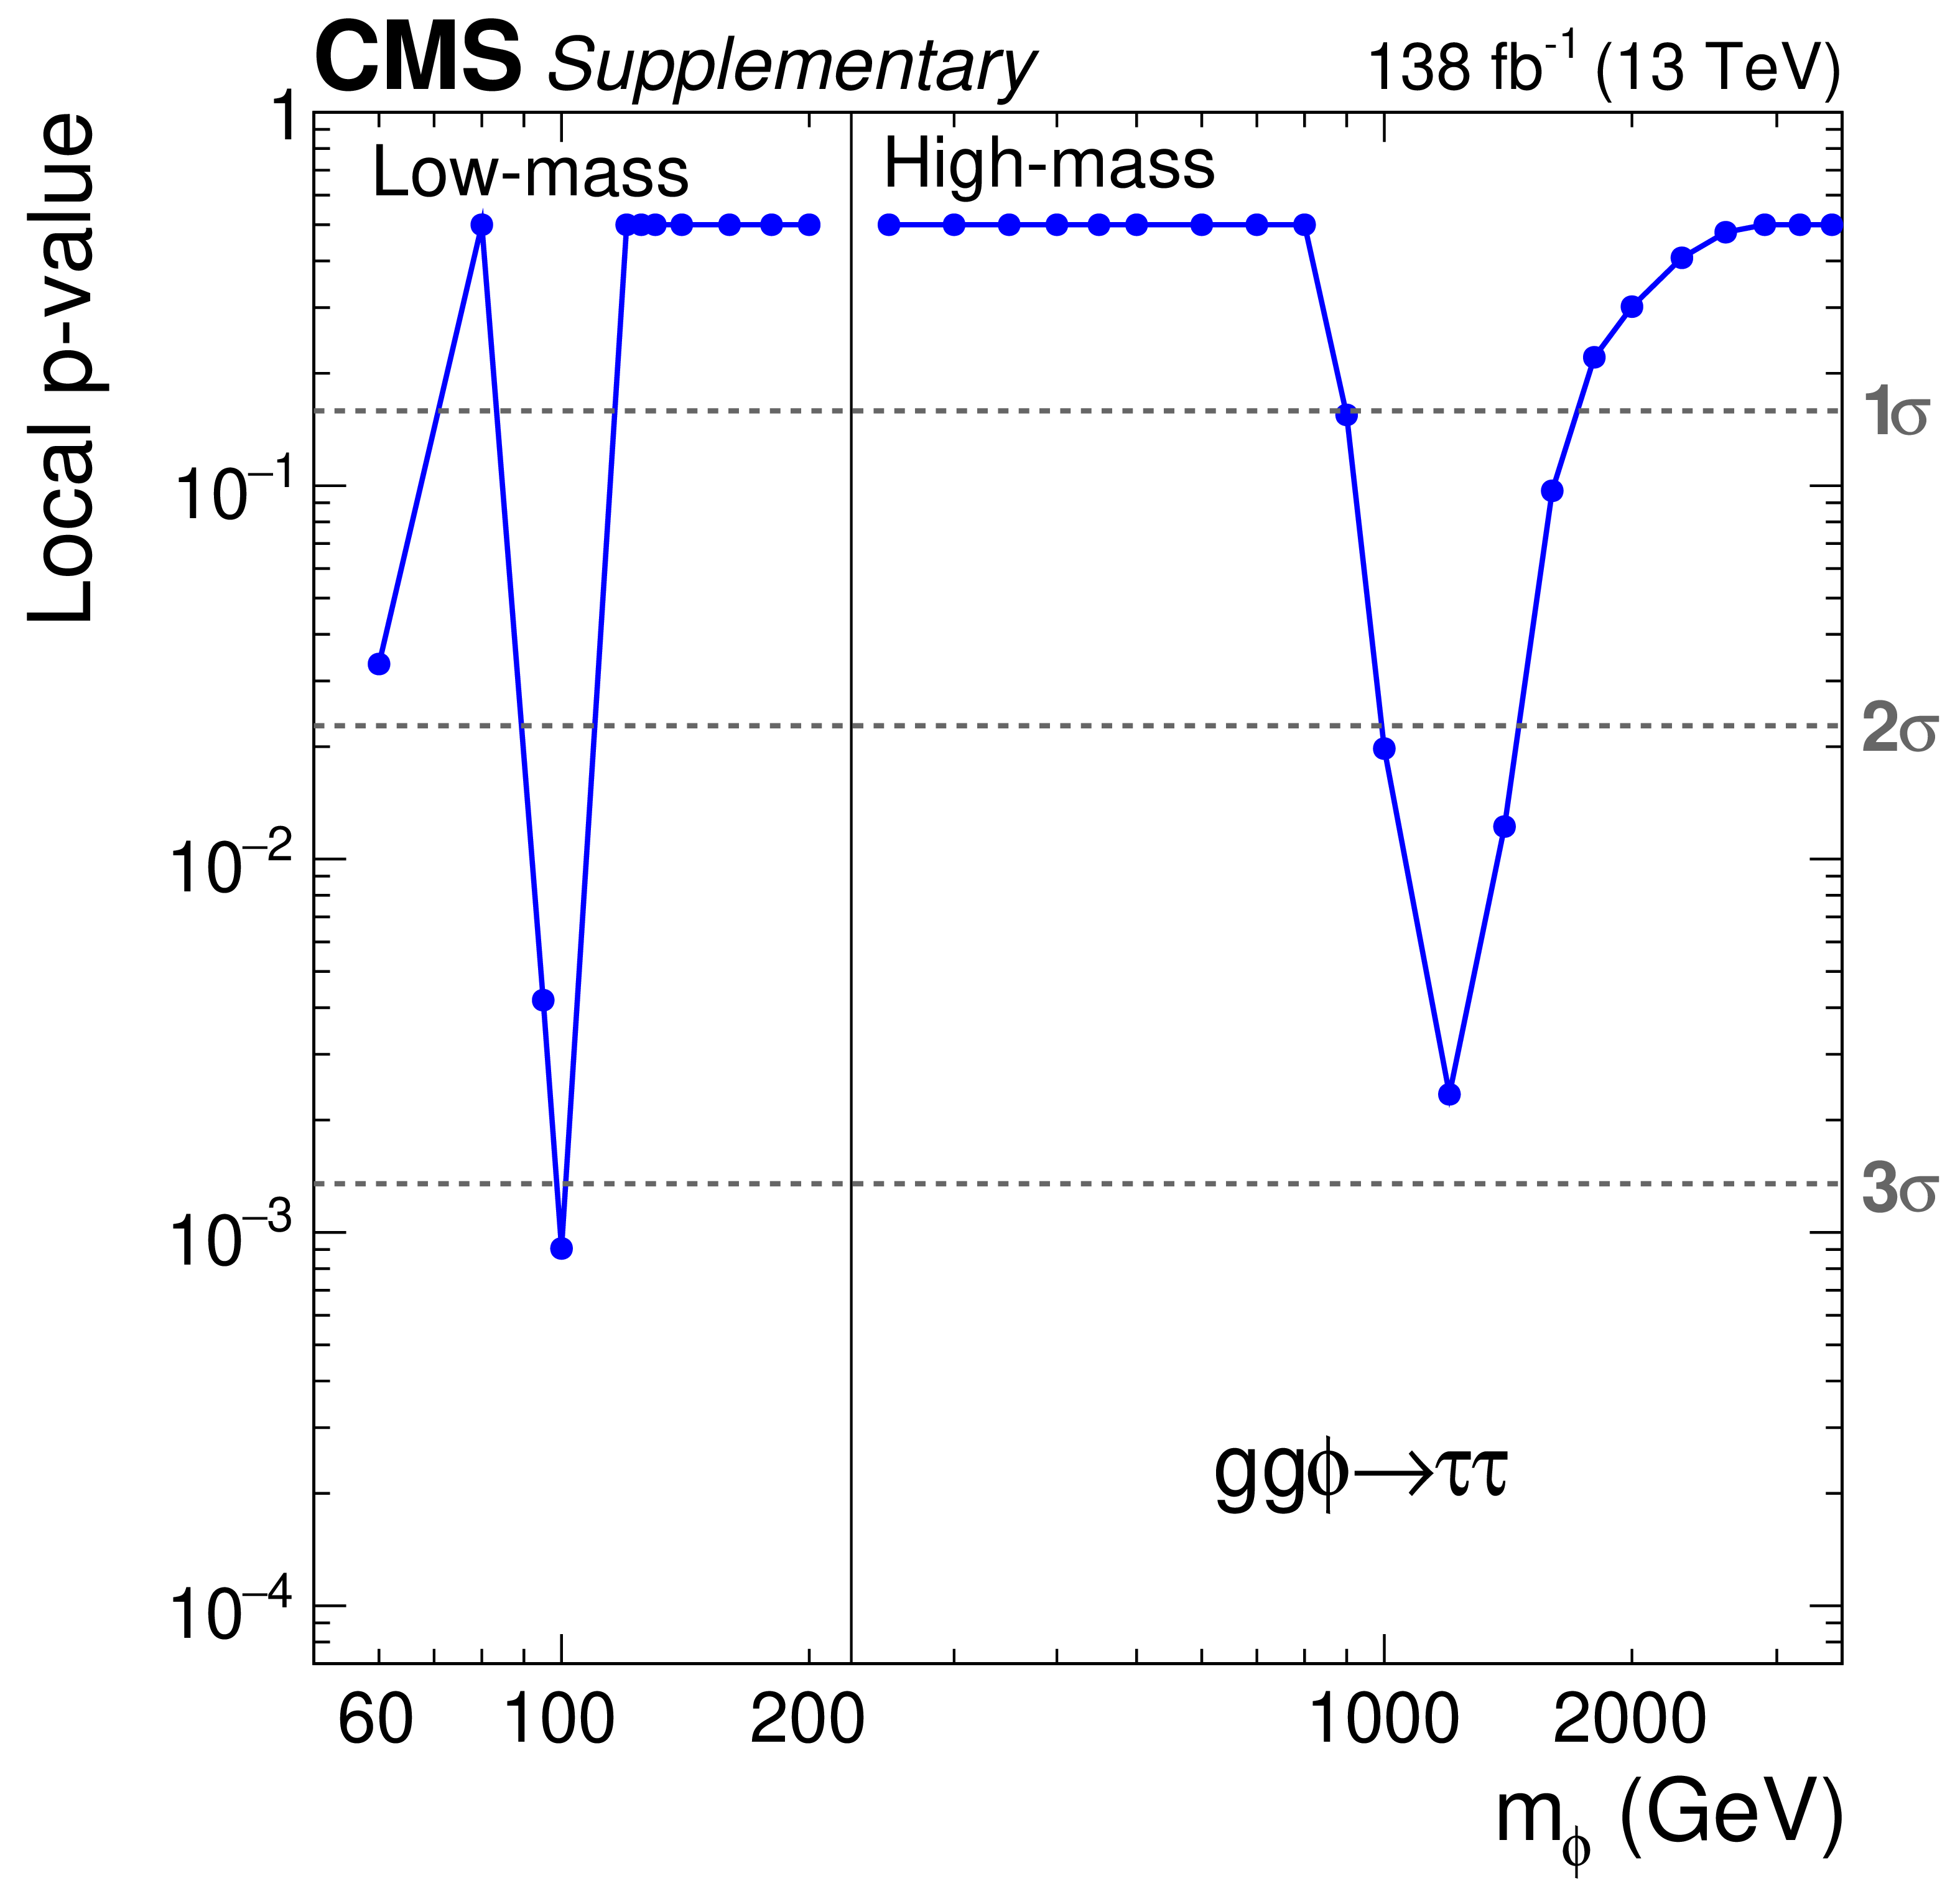 CMS Supplementary 138 fb⁻¹ (13 TeV)
Local p-value
1
10⁻¹
10⁻²
10⁻³
10⁻⁴
Low-mass High-mass
1σ
2σ
3σ
ggϕ→ττ
60 100 200 1000 2000
m_ϕ (GeV)